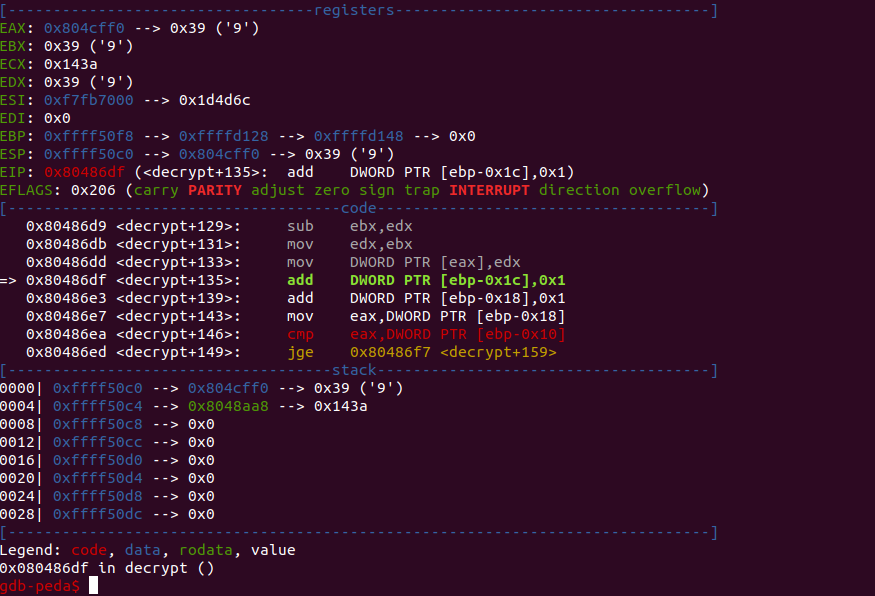 [----------------------------------registers-----------------------------------]
EAX: 0x804cff0 --> 0x39 ('9')
EBX: 0x39 ('9')
ECX: 0x143a
EDX: 0x39 ('9')
ESI: 0xf7fb7000 --> 0x1d4d6c
EDI: 0x0
EBP: 0xffff50f8 --> 0xffffd128 --> 0xffffd148 --> 0x0
ESP: 0xffff50c0 --> 0x804cff0 --> 0x39 ('9')
EIP: 0x80486df (<decrypt+135>: add DWORD PTR [ebp-0x1c],0x1)
EFLAGS: 0x206 (carry PARITY adjust zero sign trap INTERRUPT direction overflow)
[-------------------------------------code-------------------------------------]
0x80486d9 <decrypt+129>: sub ebx,edx
0x80486db <decrypt+131>: mov edx,ebx
0x80486dd <decrypt+133>: mov DWORD PTR [eax],edx
=> 0x80486df <decrypt+135>: add DWORD PTR [ebp-0x1c],0x1
0x80486e3 <decrypt+139>: add DWORD PTR [ebp-0x18],0x1
0x80486e7 <decrypt+143>: mov eax,DWORD PTR [ebp-0x18]
0x80486ea <decrypt+146>: cmp eax,DWORD PTR [ebp-0x10]
0x80486ed <decrypt+149>: jge 0x80486f7 <decrypt+159>
[------------------------------------stack-------------------------------------]
0000| 0xffff50c0 --> 0x804cff0 --> 0x39 ('9')
0004| 0xffff50c4 --> 0x8048aa8 --> 0x143a
0008| 0xffff50c8 --> 0x0
0012| 0xffff50cc --> 0x0
0016| 0xffff50d0 --> 0x0
0020| 0xffff50d4 --> 0x0
0024| 0xffff50d8 --> 0x0
0028| 0xffff50dc --> 0x0
[------------------------------------------------------------------------------]
Legend: code, data, rodata, value
0x080486df in decrypt ()
gdb-peda$